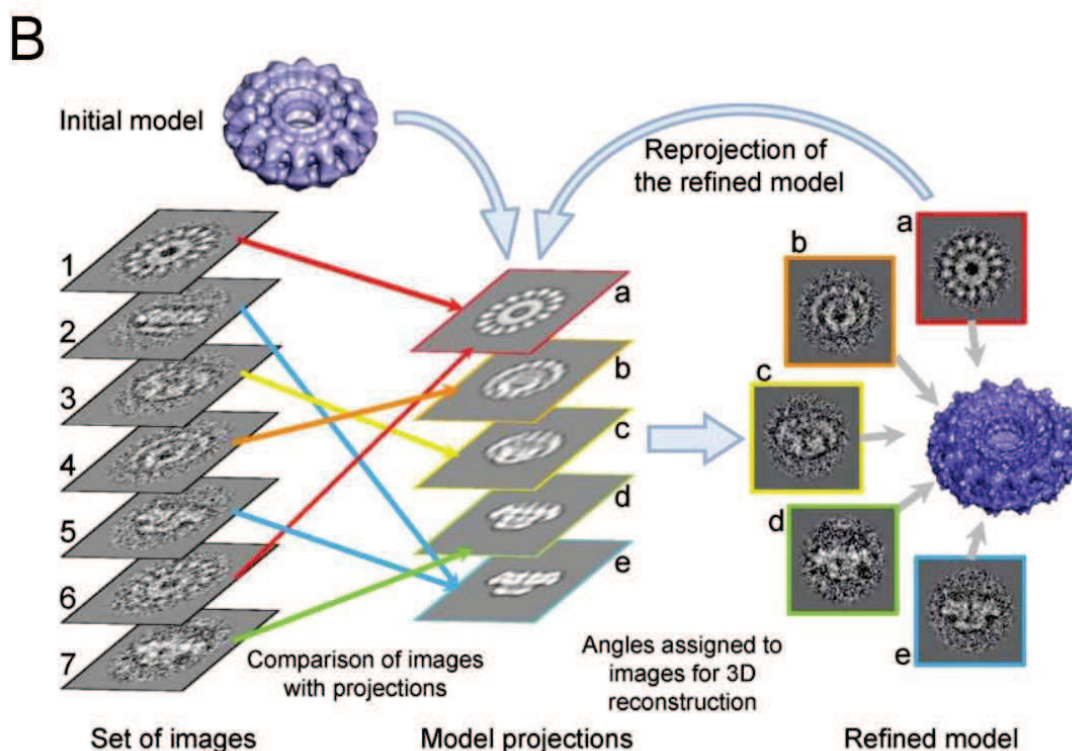 B
Initial model
Reprojection of
the refined model
1
2
3
4
5
6
7
a
b
c
d
e
a
b
c
d
e
Comparison of images
with projections
Angles assigned to
images for 3D
reconstruction
Set of images
Model projections
Refined model